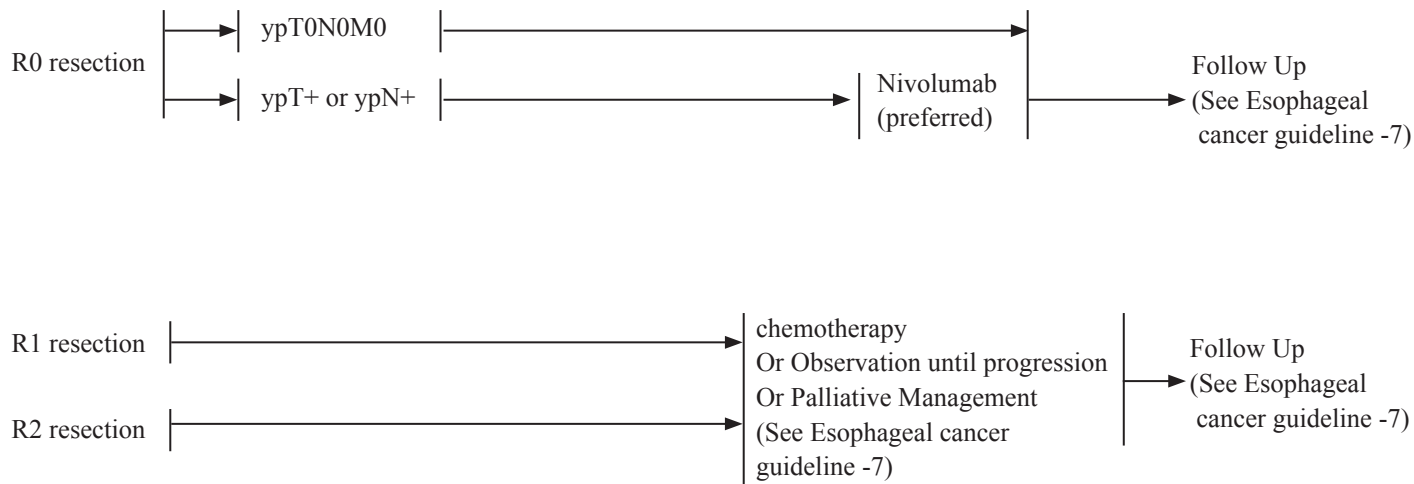 R0 resection
ypT0N0M0
ypT+ or ypN+
Nivolumab
(preferred)
Follow Up
(See Esophageal
cancer guideline -7)
R1 resection
R2 resection
chemotherapy
Or Observation until progression
Or Palliative Management
(See Esophageal cancer
guideline -7)
Follow Up
(See Esophageal
cancer guideline -7)